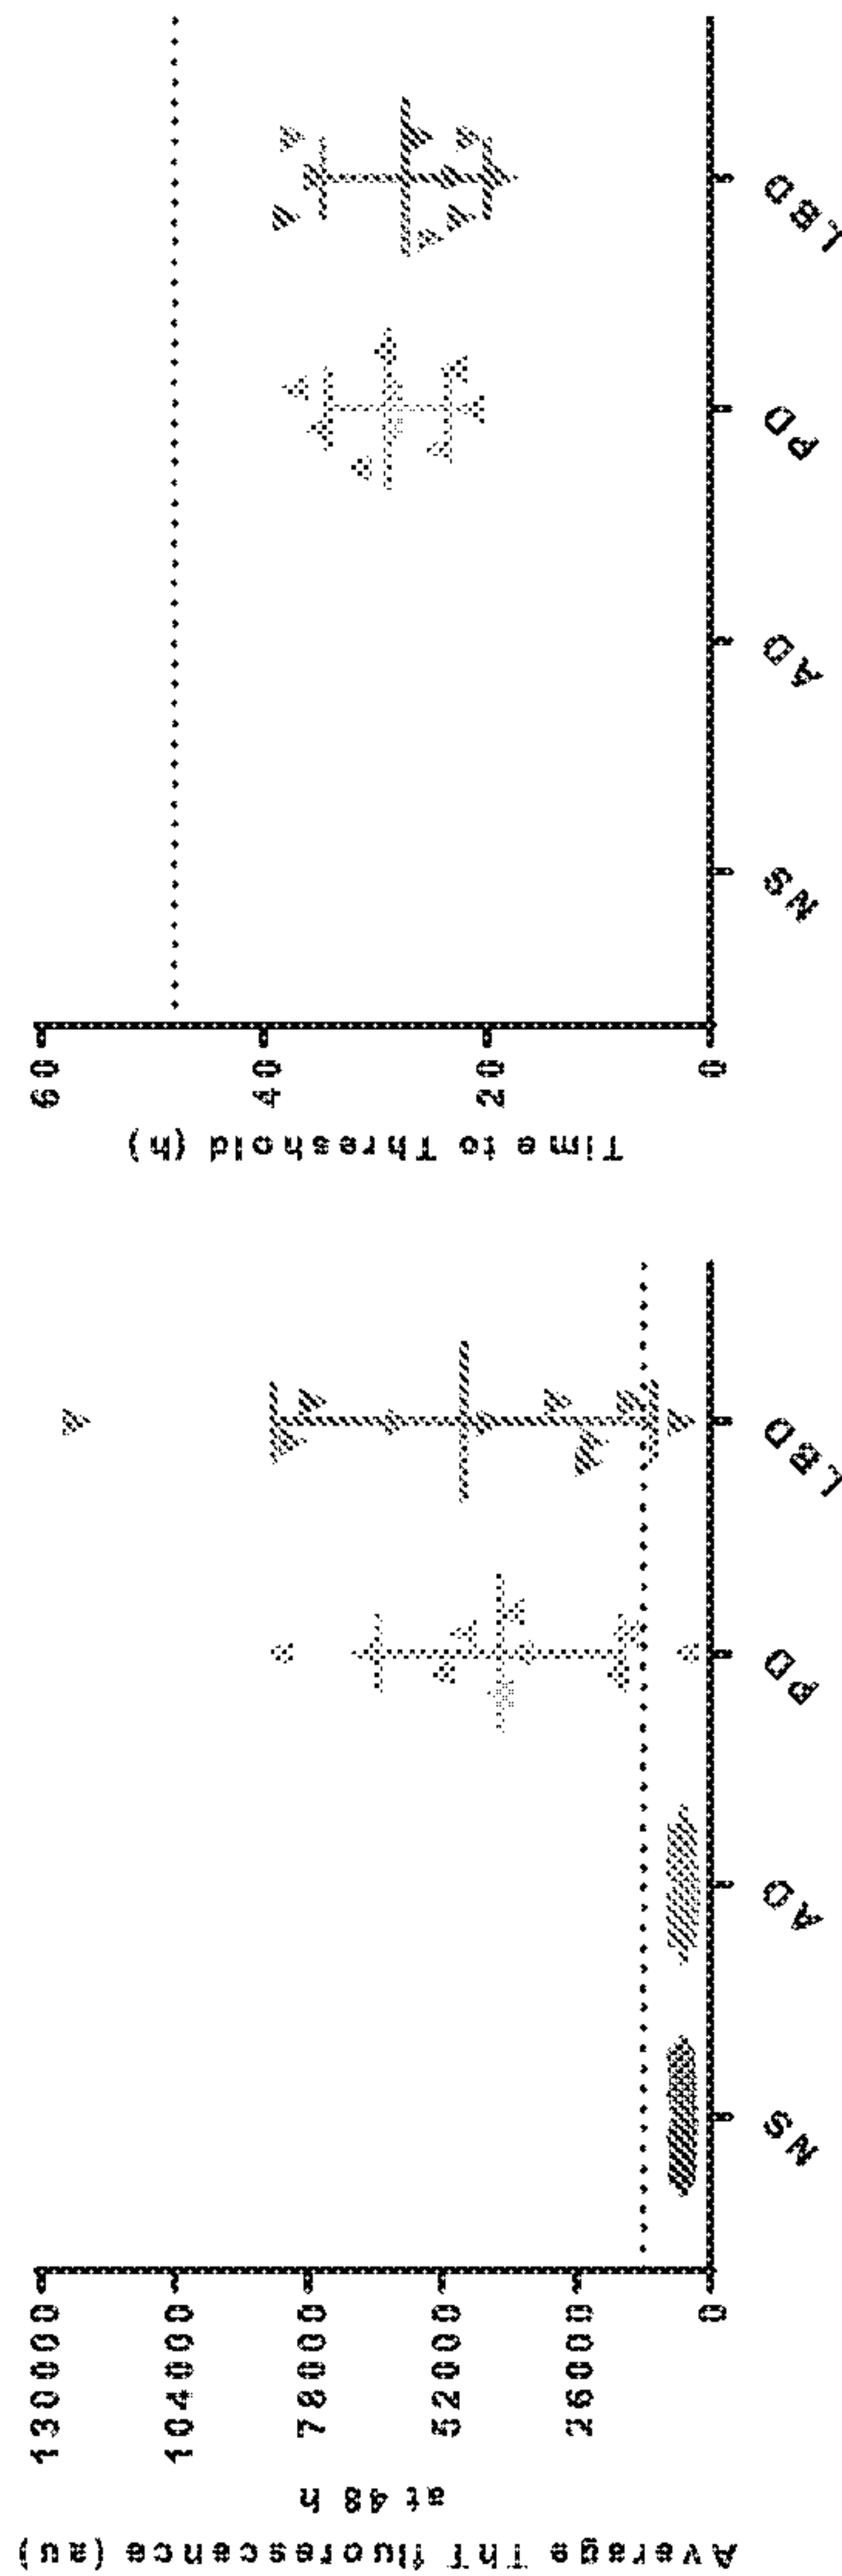 Average ThT fluorescence (au)
at 48 h
130000
104000
78000
52000
26000
0
NS
AD
PD
LBD
Time to Threshold (h)
60
40
20
0
NS
AD
PD
LBD